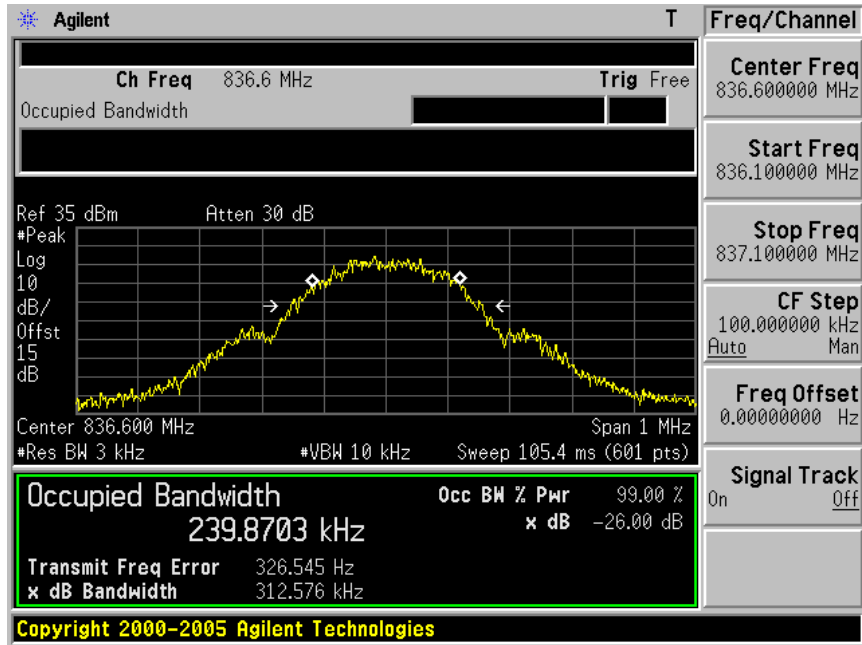 Agilent T Freq/Channel
Ch Freq 836.6 MHz Trig Free
Occupied Bandwidth
Center Freq
836.600000 MHz
Start Freq
836.100000 MHz
Stop Freq
837.100000 MHz
CF Step
100.000000 kHz
Auto Man
Freq Offset
0.00000000 Hz
Signal Track
On Off
Ref 35 dBm Atten 30 dB
#Peak
Log
10
dB/
Offst
15
dB
Center 836.600 MHz Span 1 MHz
#Res BW 3 kHz #VBW 10 kHz Sweep 105.4 ms (601 pts)
Occupied Bandwidth
239.8703 kHz
Occ BW % Pwr 99.00 %
x dB -26.00 dB
Transmit Freq Error 326.545 Hz
x dB Bandwidth 312.576 kHz
Copyright 2000-2005 Agilent Technologies